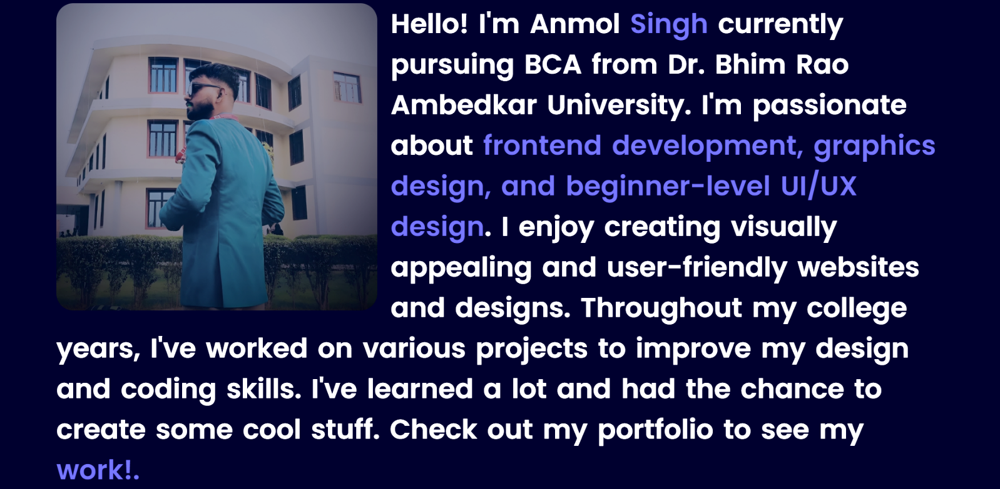 Hello! I'm Anmol Singh currently
pursuing BCA from Dr. Bhim Rao
Ambedkar University. I'm passionate
about frontend development, graphics
design, and beginner-level UI/UX
design. I enjoy creating visually
appealing and user-friendly websites
and designs. Throughout my college
years, I've worked on various projects to improve my design
and coding skills. I've learned a lot and had the chance to
create some cool stuff. Check out my portfolio to see my
work!.